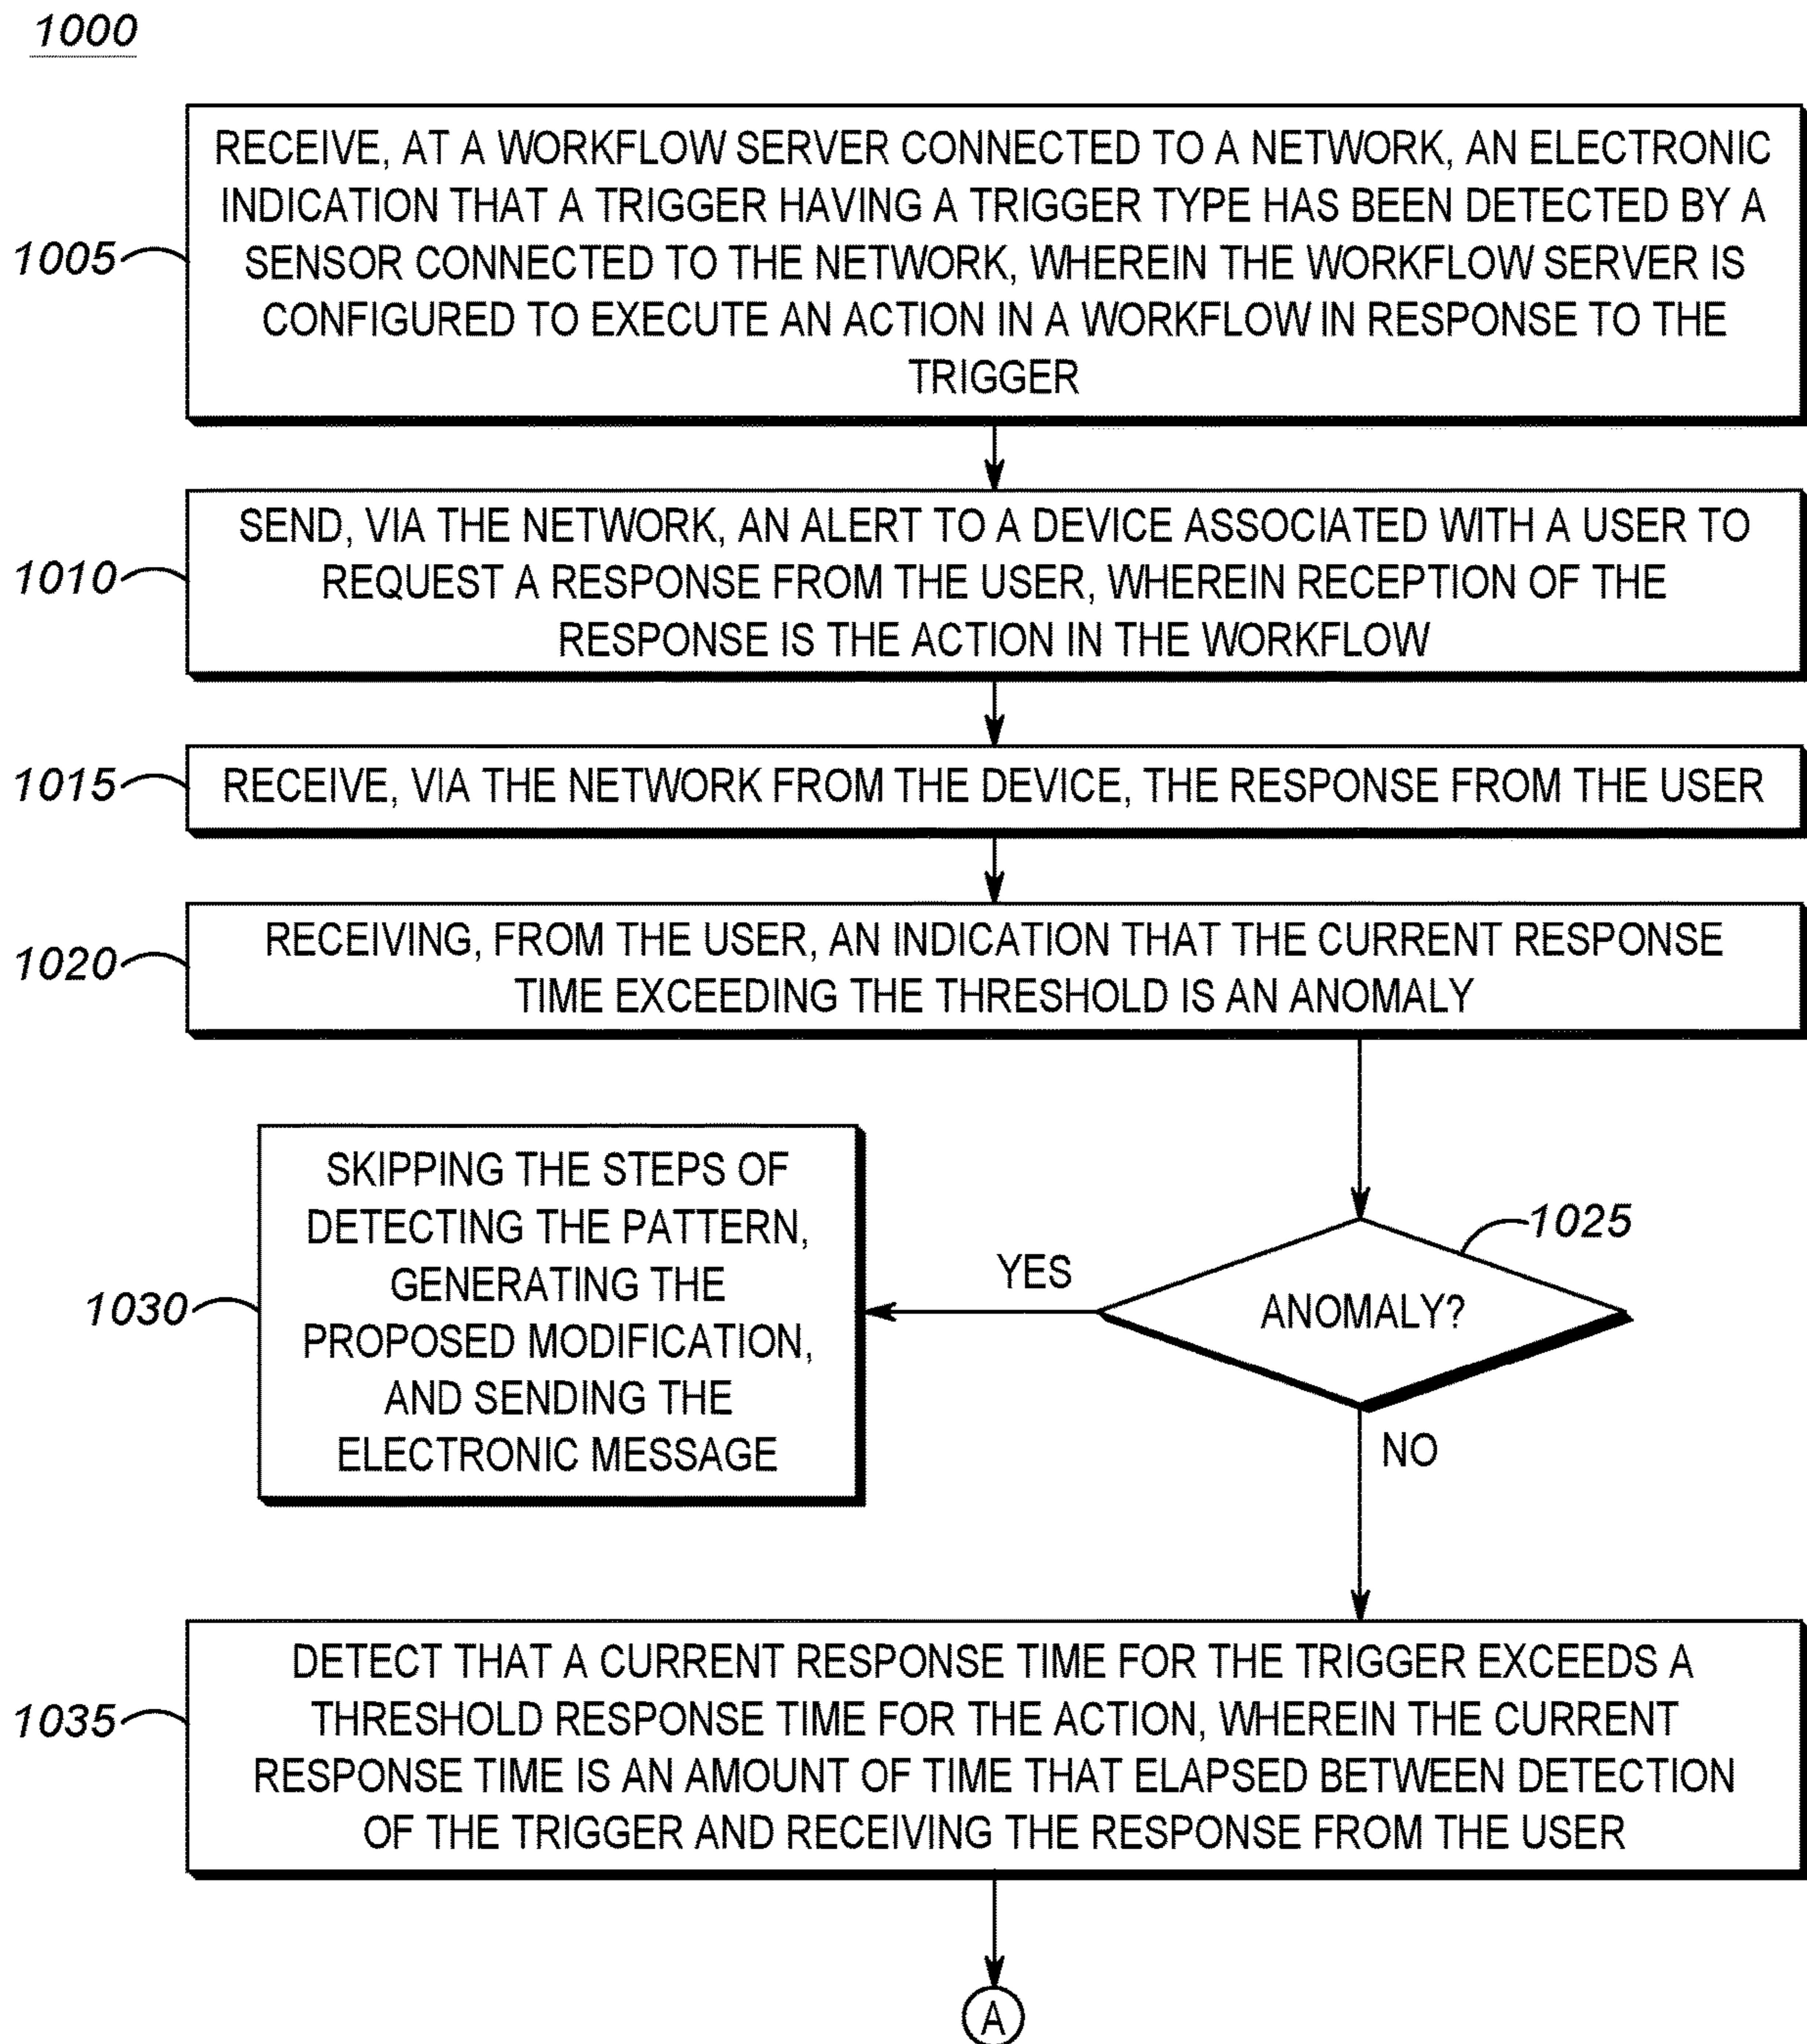 1000
RECEIVE, AT A WORKFLOW SERVER CONNECTED TO A NETWORK, AN ELECTRONIC
INDICATION THAT A TRIGGER HAVING A TRIGGER TYPE HAS BEEN DETECTED BY A
1005
SENSOR CONNECTED TO THE NETWORK, WHEREIN THE WORKFLOW SERVER IS
CONFIGURED TO EXECUTE AN ACTION IN A WORKFLOW IN RESPONSE TO THE
TRIGGER
SEND, VIA THE NETWORK, AN ALERT TO A DEVICE ASSOCIATED WITH A USER TO
1010
REQUEST A RESPONSE FROM THE USER, WHEREIN RECEPTION OF THE
RESPONSE IS THE ACTION IN THE WORKFLOW
1015
RECEIVE, VIA THE NETWORK FROM THE DEVICE, THE RESPONSE FROM THE USER
1020
RECEIVING, FROM THE USER, AN INDICATION THAT THE CURRENT RESPONSE
TIME EXCEEDING THE THRESHOLD IS AN ANOMALY
SKIPPING THE STEPS OF
DETECTING THE PATTERN,
GENERATING THE
1030
PROPOSED MODIFICATION,
AND SENDING THE
ELECTRONIC MESSAGE
YES
1025
ANOMALY?
NO
DETECT THAT A CURRENT RESPONSE TIME FOR THE TRIGGER EXCEEDS A
1035
THRESHOLD RESPONSE TIME FOR THE ACTION, WHEREIN THE CURRENT
RESPONSE TIME IS AN AMOUNT OF TIME THAT ELAPSED BETWEEN DETECTION
OF THE TRIGGER AND RECEIVING THE RESPONSE FROM THE USER
A